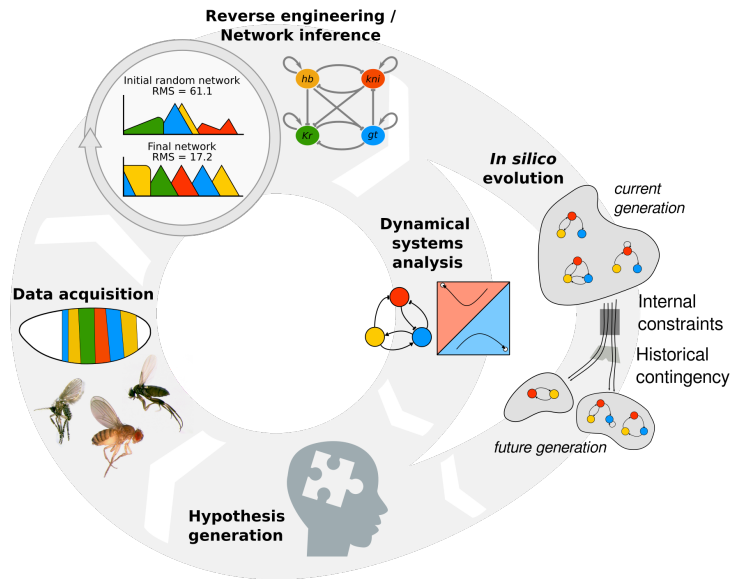 Reverse engineering /
Network inference
Initial random network
RMS = 61.1
Final network
RMS = 17.2
hb
kni
Kr
gt
In silico
evolution
current
generation
Dynamical
systems
analysis
Data acquisition
Internal
constraints
Historical
contingency
future generation
Hypothesis
generation